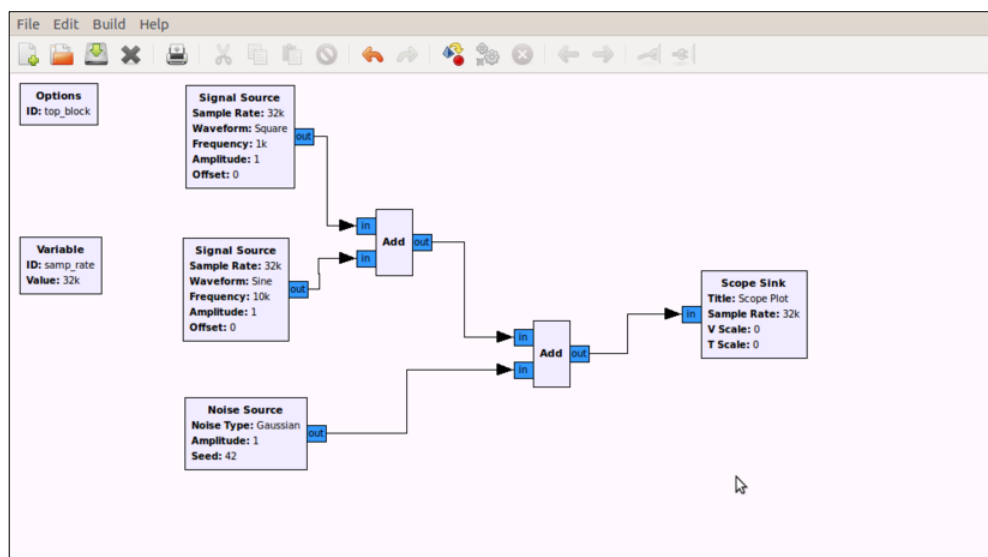 File Edit Build Help
Options
ID: top_block
Signal Source
Sample Rate: 32k
Waveform: Square
Frequency: 1k
Amplitude: 1
Offset: 0
out
in
in
Add
out
Variable
ID: samp_rate
Value: 32k
Signal Source
Sample Rate: 32k
Waveform: Sine
Frequency: 10k
Amplitude: 1
Offset: 0
out
in
in
Add
out
Scope Sink
Title: Scope Plot
Sample Rate: 32k
V Scale: 0
T Scale: 0
in
Noise Source
Noise Type: Gaussian
Amplitude: 1
Seed: 42
out